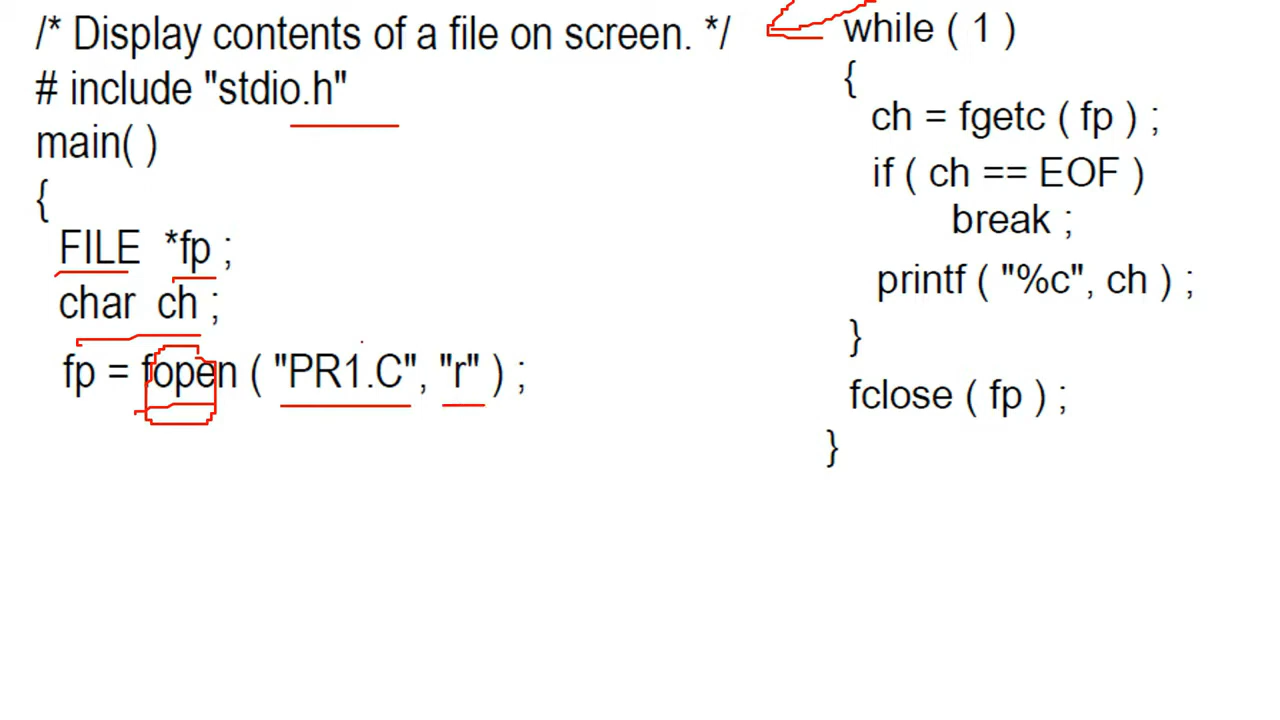 /* Display contents of a file on screen. */
# include "stdio.h"
main( )
{
FILE *fp ;
char ch ;
fp = fopen ( "PR1.C", "r" ) ;
while ( 1 )
{
ch = fgetc ( fp ) ;
if ( ch == EOF )
break ;
printf ( "%c", ch ) ;
}
fclose ( fp ) ;
}